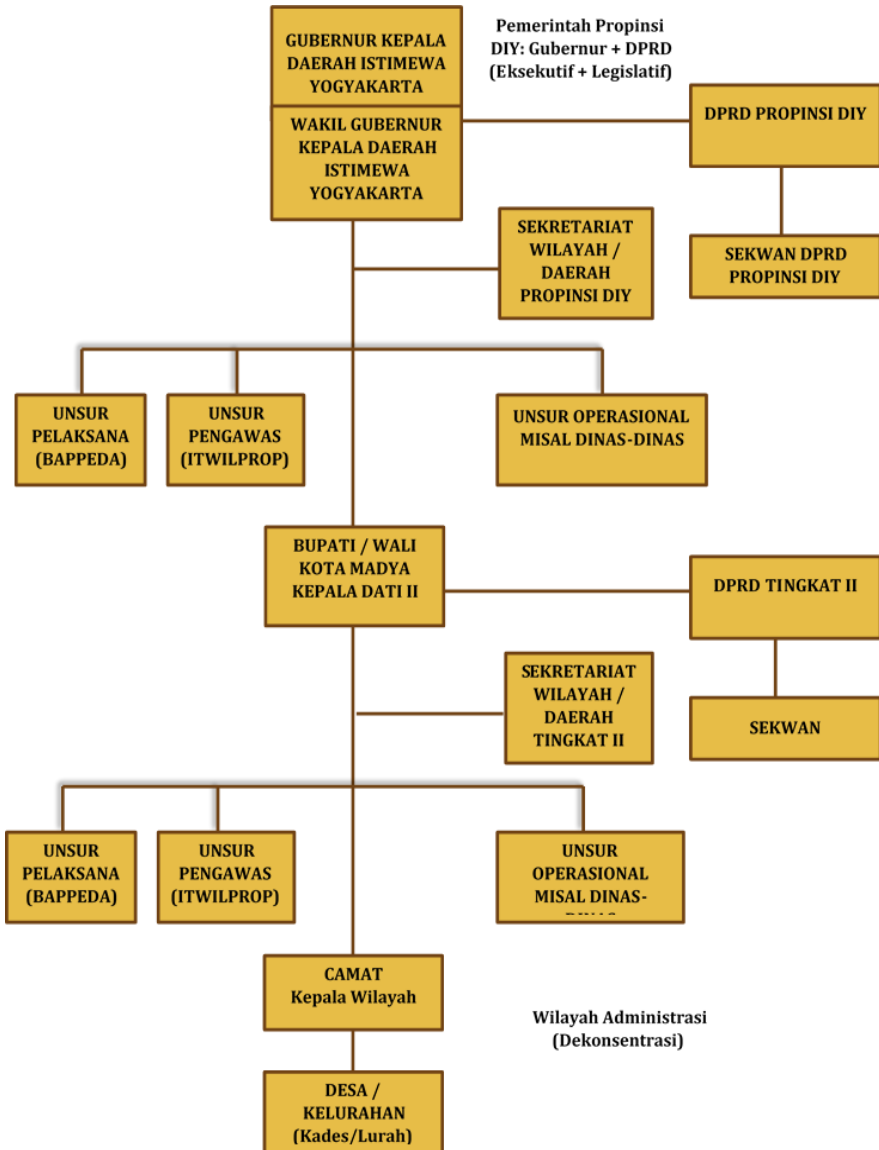 GUBERNUR KEPALA
DAERAH ISTIMEWA
YOGYAKARTA
Pemerintah Propinsi
DIY: Gubernur + DPRD
(Eksekutif + Legislatif)
WAKIL GUBERNUR
KEPALA DAERAH
ISTIMEWA
YOGYAKARTA
DPRD PROPINSI DIY
SEKRETARIAT
WILAYAH /
DAERAH
PROPINSI DIY
SEKWAN DPRD
PROPINSI DIY
UNSUR
PELAKSANA
(BAPPEDA)
UNSUR
PENGAWAS
(ITWILPROP)
UNSUR OPERASIONAL
MISAL DINAS-DINAS
BUPATI / WALI
KOTA MADYA
KEPALA DATI II
DPRD TINGKAT II
SEKRETARIAT
WILAYAH /
DAERAH
TINGKAT II
SEKWAN
UNSUR
PELAKSANA
(BAPPEDA)
UNSUR
PENGAWAS
(ITWILPROP)
UNSUR
OPERASIONAL
MISAL DINAS-
DINAS
CAMAT
Kepala Wilayah
Wilayah Administrasi
(Dekonsentrasi)
DESA /
KELURAHAN
(Kades/Lurah)